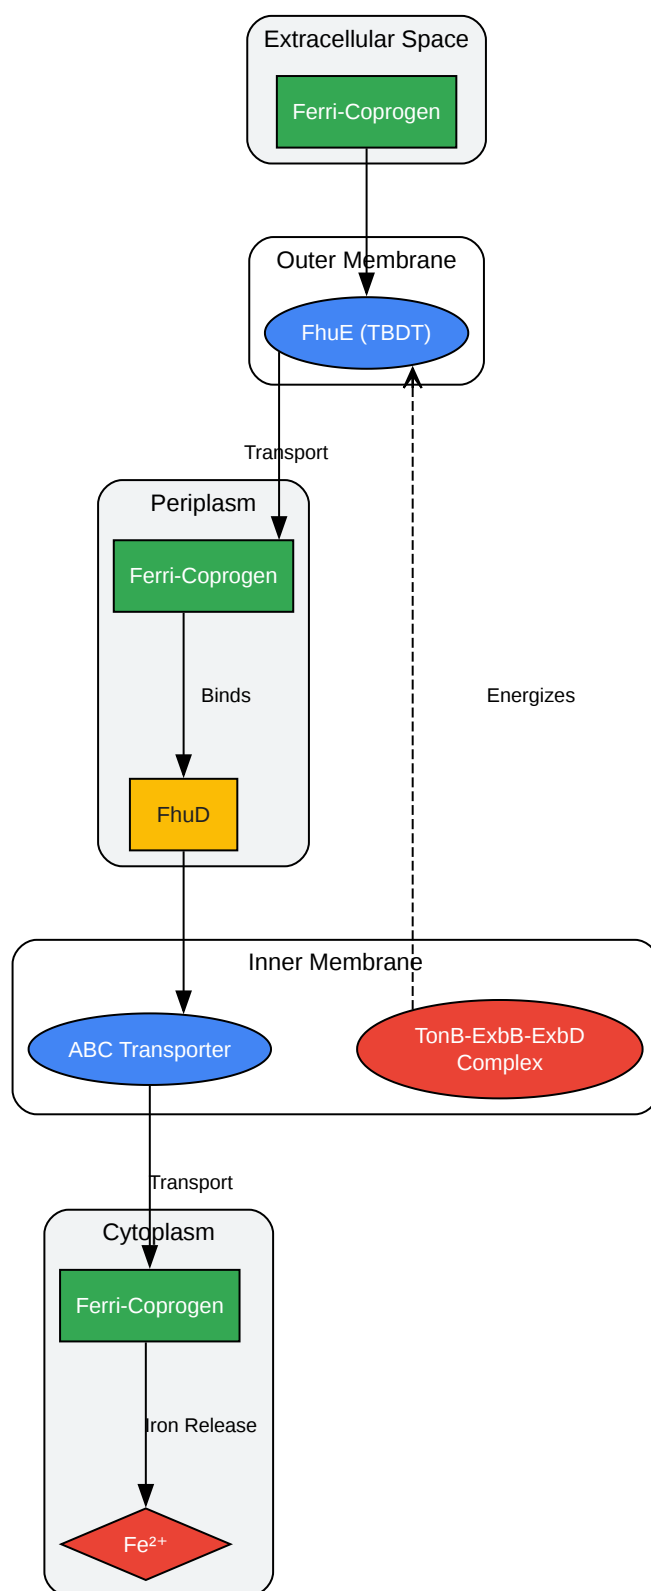 Extracellular Space
Ferri-Coprogen
Outer Membrane
FhuE (TBDT)
Transport
Periplasm
Ferri-Coprogen
Binds
Energizes
FhuD
Inner Membrane
ABC Transporter
TonB-ExbB-ExbD
Complex
Transport
Cytoplasm
Ferri-Coprogen
Iron Release
Fe²⁺